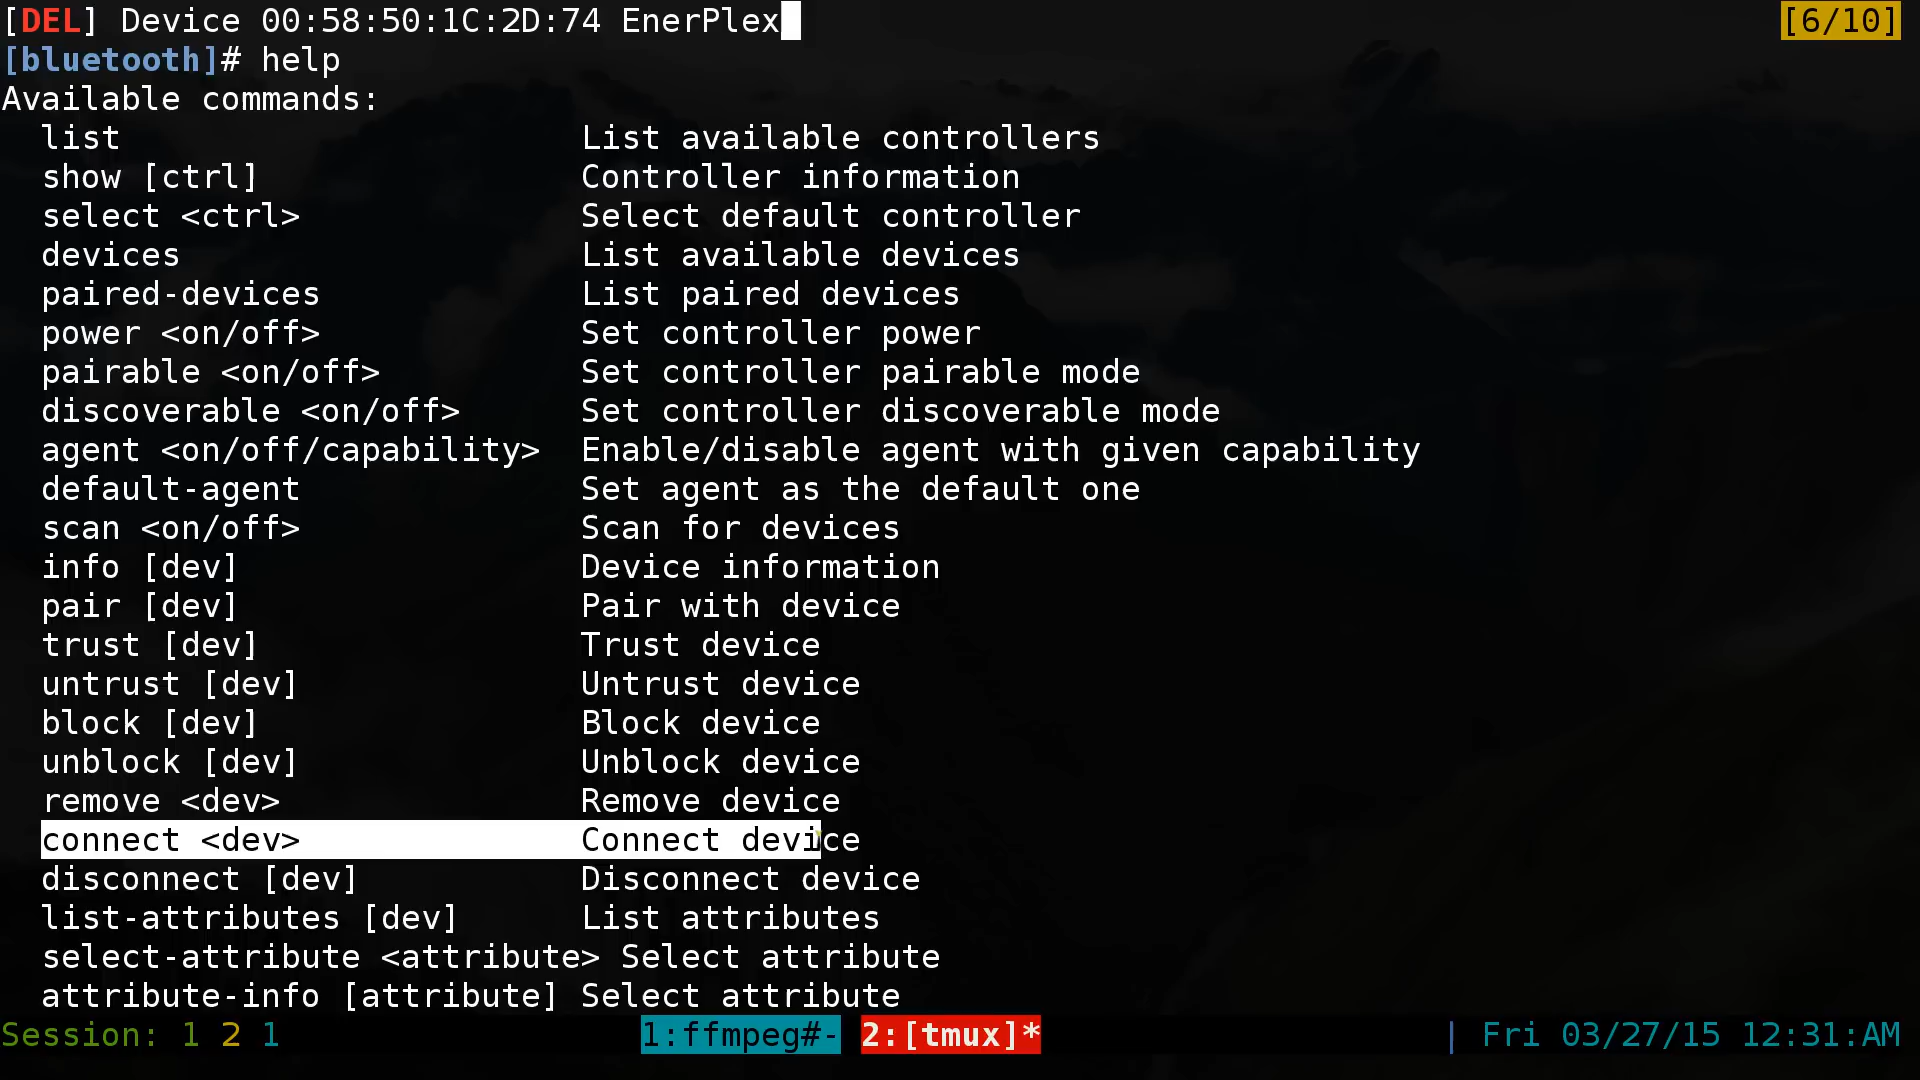 [DEL] Device 00:58:50:1C:2D:74 EnerPlex [6/10]
[bluetooth]# help
Available commands:
  list                       List available controllers
  show [ctrl]                Controller information
  select <ctrl>              Select default controller
  devices                    List available devices
  paired-devices             List paired devices
  power <on/off>             Set controller power
  pairable <on/off>          Set controller pairable mode
  discoverable <on/off>      Set controller discoverable mode
  agent <on/off/capability>  Enable/disable agent with given capability
  default-agent              Set agent as the default one
  scan <on/off>              Scan for devices
  info [dev]                 Device information
  pair [dev]                 Pair with device
  trust [dev]                Trust device
  untrust [dev]              Untrust device
  block [dev]                Block device
  unblock [dev]              Unblock device
  remove <dev>               Remove device
  connect <dev>              Connect device
  disconnect [dev]           Disconnect device
  list-attributes [dev]      List attributes
  select-attribute <attribute> Select attribute
  attribute-info [attribute] Select attribute
Session: 1 2 1 1:ffmpeg#- 2:[tmux]* | Fri 03/27/15 12:31:AM